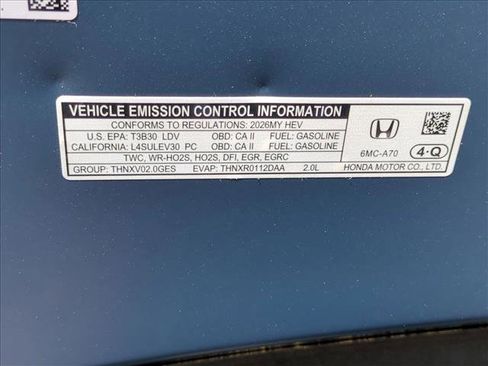 VEHICLE EMISSION CONTROL INFORMATION
CONFORMS TO REGULATIONS: 2026MY HEV
U.S. EPA: T3B30 LDV OBD: CA II FUEL: GASOLINE
CALIFORNIA: L4SULEV30 PC OBD: CA II FUEL: GASOLINE
TWC, WR-HO2S, HO2S, DFI, EGR, EGRC
GROUP: THNXV02.0GES EVAP: THNXR0112DAA 2.0L
6MC-A70 4-Q
HONDA MOTOR CO., LTD.